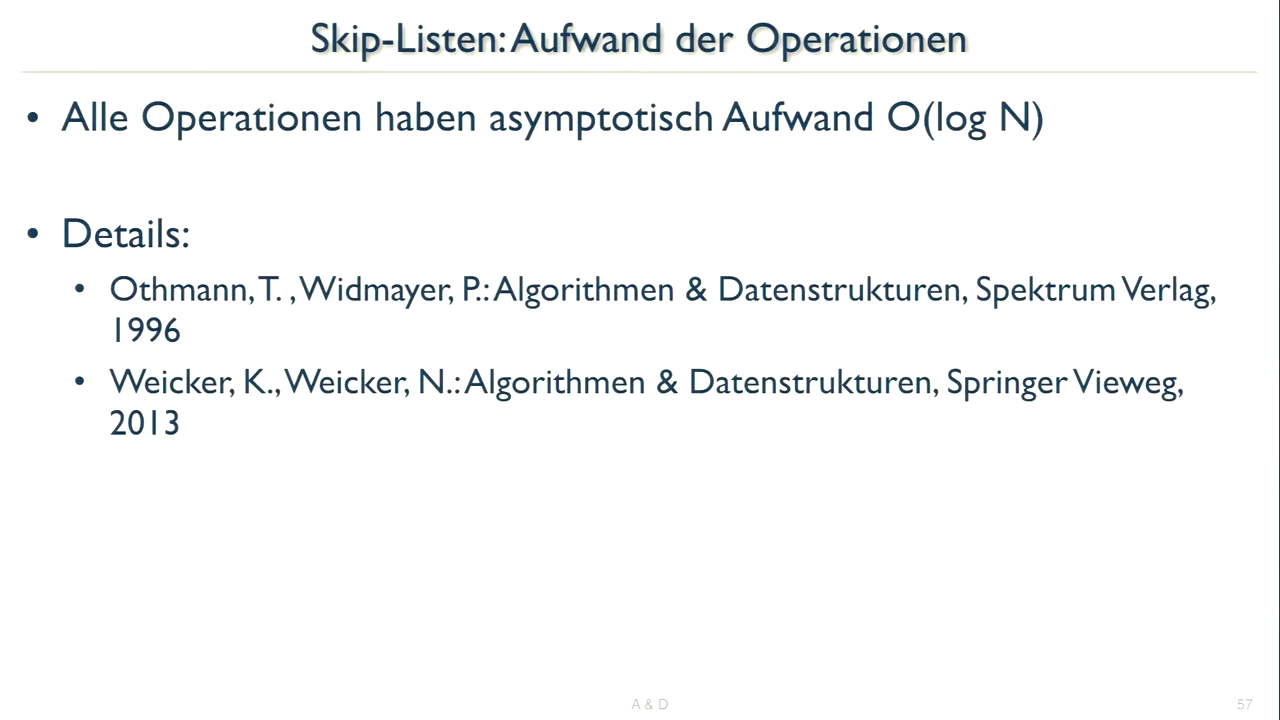 Skip-Listen: Aufwand der Operationen
• Alle Operationen haben asymptotisch Aufwand O(log N)
• Details:
• Othmann, T. , Widmayer, P.: Algorithmen & Datenstrukturen, Spektrum Verlag,
1996
• Weicker, K., Weicker, N.: Algorithmen & Datenstrukturen, Springer Vieweg,
2013
A & D
57